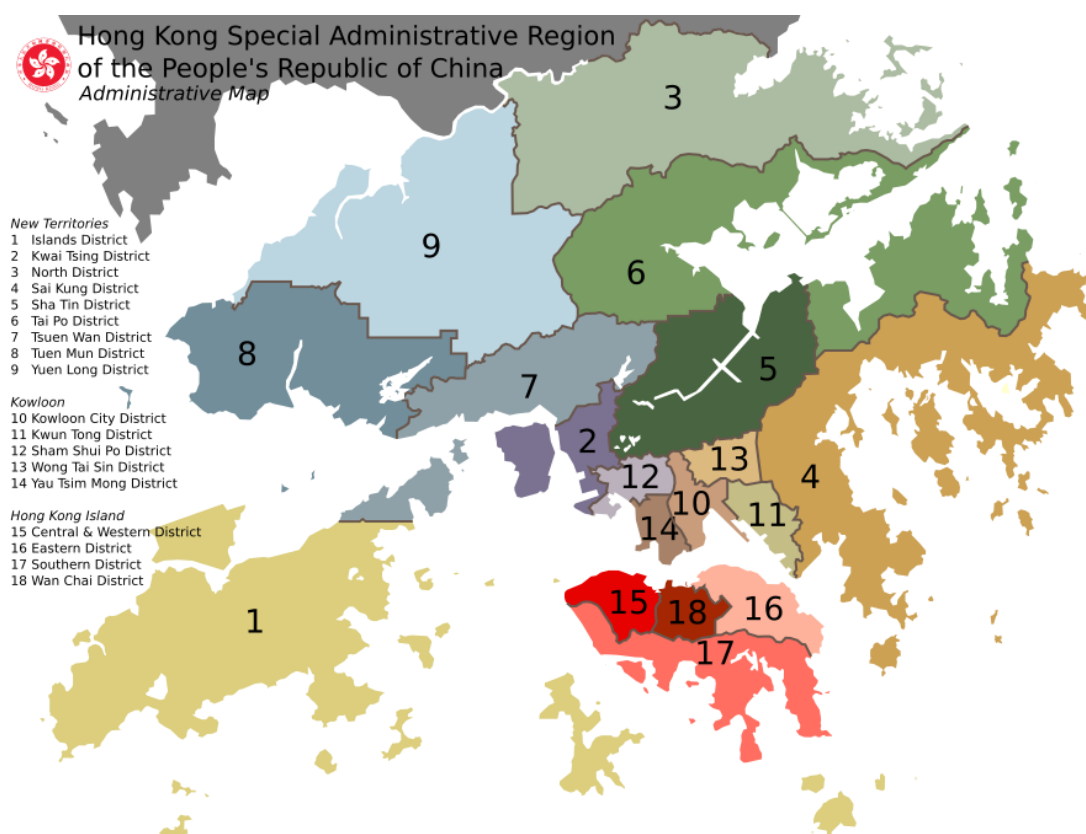 Hong Kong Special Administrative Region
of the People's Republic of China
Administrative Map
New Territories
1 Islands District
2 Kwai Tsing District
3 North District
4 Sai Kung District
5 Sha Tin District
6 Tai Po District
7 Tsuen Wan District
8 Tuen Mun District
9 Yuen Long District
Kowloon
10 Kowloon City District
11 Kwun Tong District
12 Sham Shui Po District
13 Wong Tai Sin District
14 Yau Tsim Mong District
Hong Kong Island
15 Central & Western District
16 Eastern District
17 Southern District
18 Wan Chai District
3
9
6
8
5
7
2
13
12
4
10
11
14
15
18
16
1
17